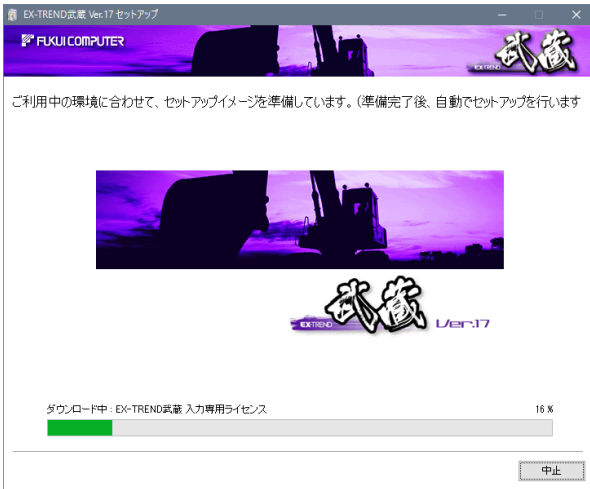 EX-TREND武蔵 Ver.17 セットアップ
FUKUI COMPUTER
EX-TREND 武蔵
ご利用中の環境に合わせて、セットアップイメージを準備しています。(準備完了後、自動でセットアップを行います
EX-TREND 武蔵 Ver.17
ダウンロード中 : EX-TREND武蔵 入力専用ライセンス 16 %
中止